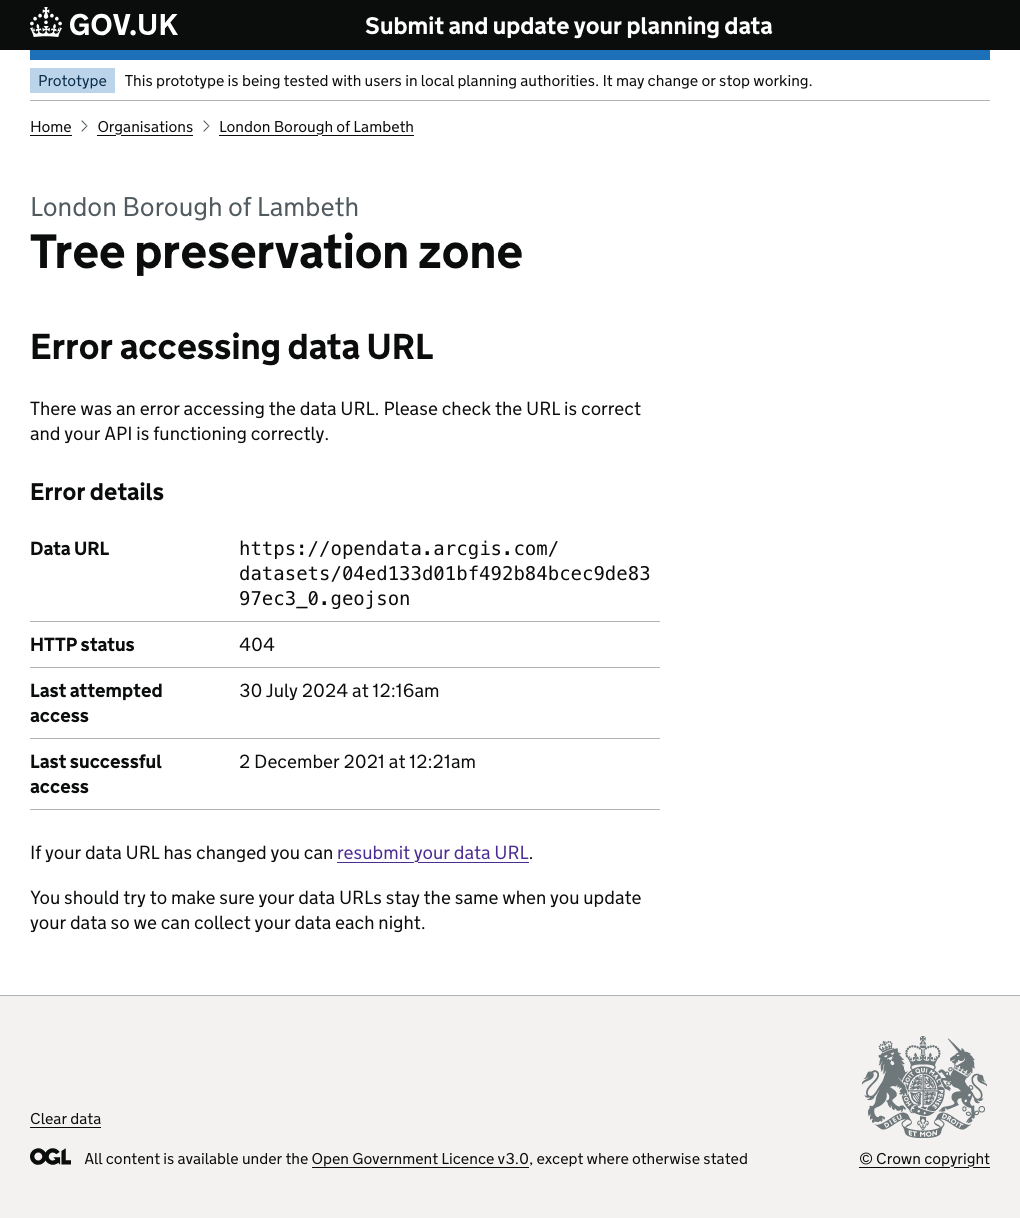 GOV.UK
Submit and update your planning data
Prototype
This prototype is being tested with users in local planning authorities. It may change or stop working.
Home
Organisations
London Borough of Lambeth
London Borough of Lambeth
Tree preservation zone
Error accessing data URL
There was an error accessing the data URL. Please check the URL is correct
and your API is functioning correctly.
Error details
Data URL
https://opendata.arcgis.com/
datasets/04ed133d01bf492b84bcec9de83
97ec3_0.geojson
HTTP status
404
Last attempted
access
30 July 2024 at 12:16am
Last successful
access
2 December 2021 at 12:21am
If your data URL has changed you can resubmit your data URL.
You should try to make sure your data URLs stay the same when you update
your data so we can collect your data each night.
Clear data
OGL
All content is available under the Open Government Licence v3.0, except where otherwise stated
DIEU ET MON DROIT
© Crown copyright